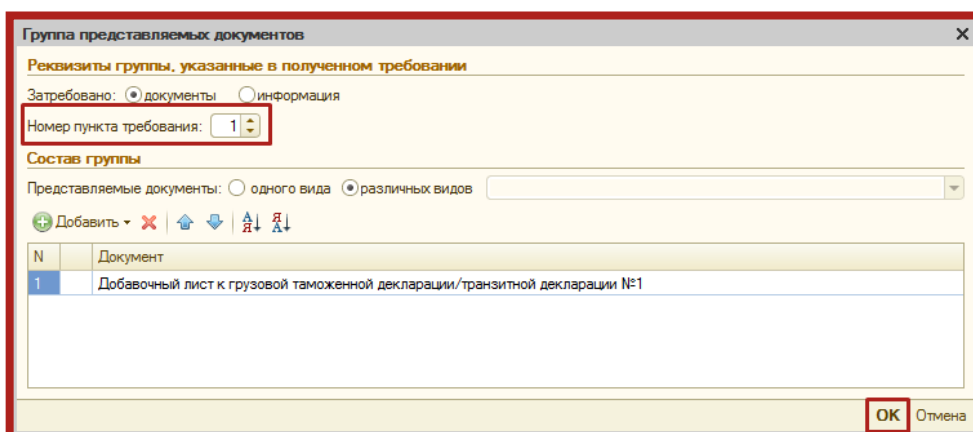 Группа представляемых документов
Реквизиты группы, указанные в полученном требовании
Затребовано: документы информация
Номер пункта требования: 1
Состав группы
Представляемые документы: одного вида различных видов
Добавить
N Документ
1 Добавочный лист к грузовой таможенной декларации/транзитной декларации №1
ОК Отмена